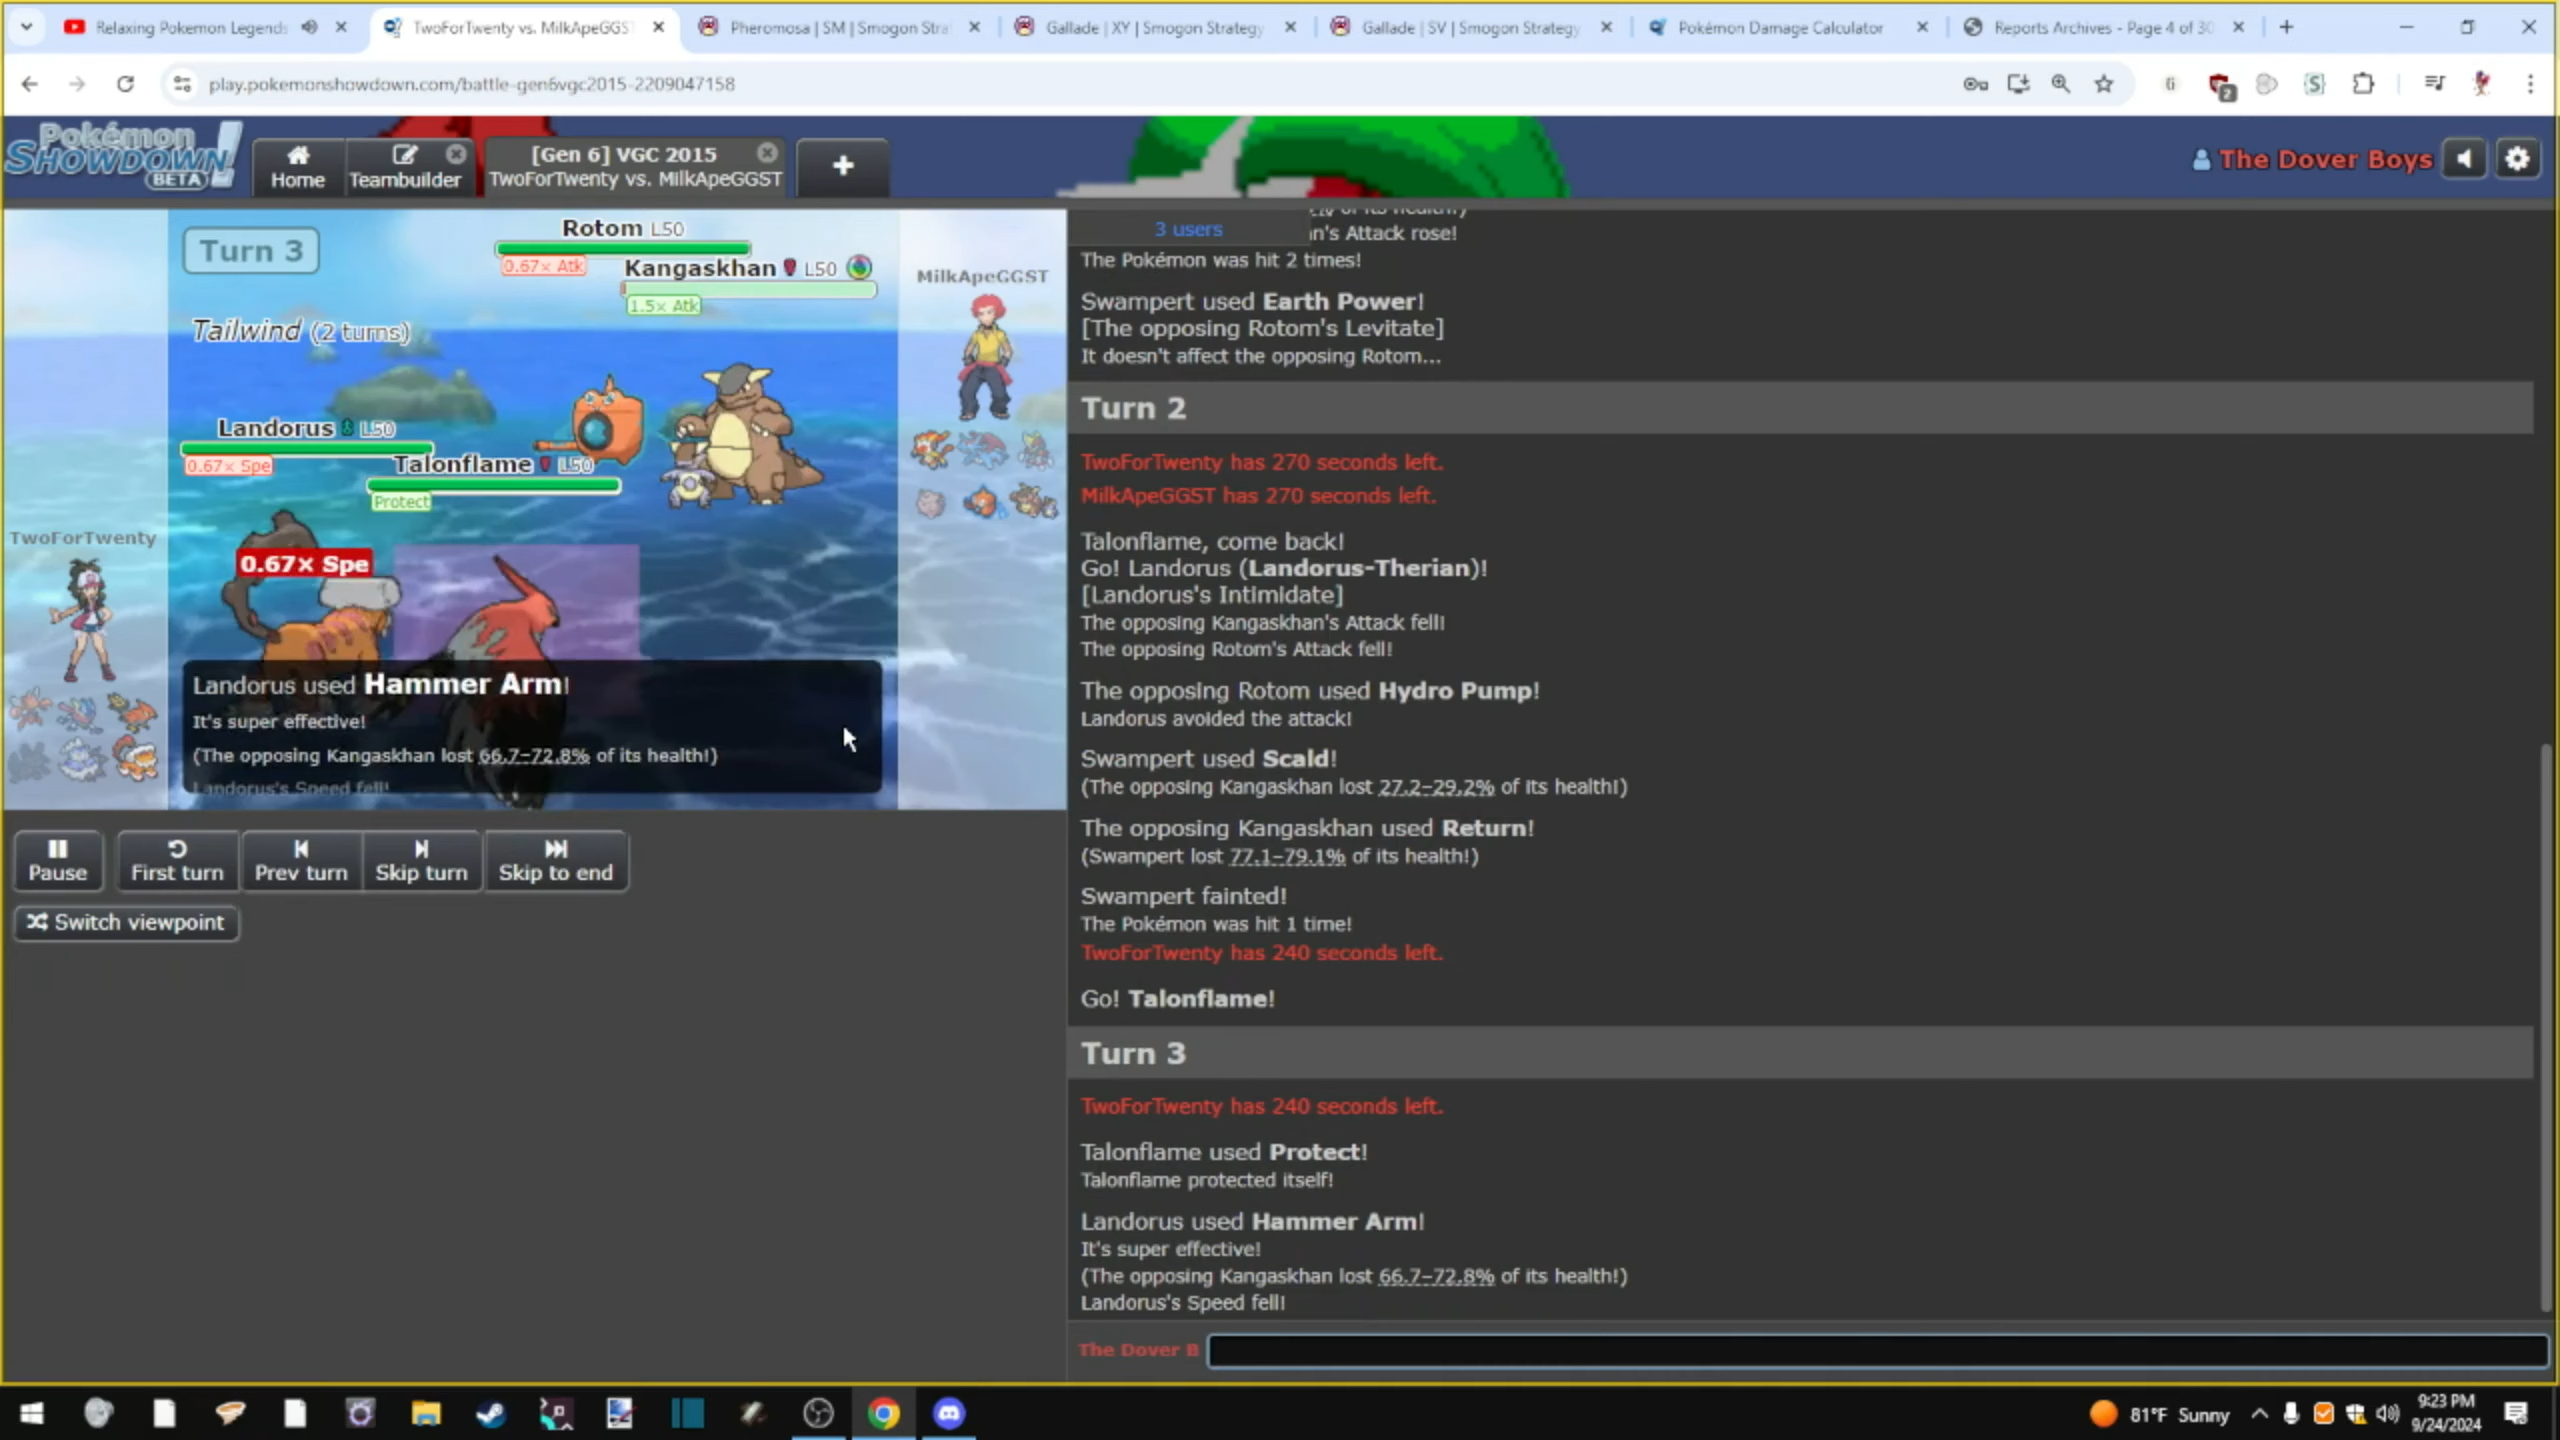 Relaxing Pokemon Legends
TwoForTwenty vs. MilkApeGGST
Pheromosa | SM | Smogon Stra
Gallade | XY | Smogon Strategy
Gallade | SV | Smogon Strategy
Pokémon Damage Calculator
Reports Archives - Page 4 of 30
play.pokemonshowdown.com/battle-gen6vgc2015-2209047158
2
Pokémon
SHOWDOWN!
BETA
Home
Teambuilder
[Gen 6] VGC 2015
TwoForTwenty vs. MilkApeGGST
The Dover Boys
Turn 3
Rotom L50
0.67× Atk
Kangaskhan L50
1.5× Atk
MilkApeGGST
Tailwind (2 turns)
Landorus L50
0.67× Spe
Talonflame L50
Protect
TwoForTwenty
0.67× Spe
Landorus used Hammer Arm!
It's super effective!
(The opposing Kangaskhan lost 66.7–72.8% of its health!)
Landorus's Speed fell!
Pause
First turn
Prev turn
Skip turn
Skip to end
Switch viewpoint
3 users
of its health!)
n's Attack rose!
The Pokémon was hit 2 times!
Swampert used Earth Power!
[The opposing Rotom's Levitate]
It doesn't affect the opposing Rotom...
Turn 2
TwoForTwenty has 270 seconds left.
MilkApeGGST has 270 seconds left.
Talonflame, come back!
Go! Landorus (Landorus-Therian)!
[Landorus's Intimidate]
The opposing Kangaskhan's Attack fell!
The opposing Rotom's Attack fell!
The opposing Rotom used Hydro Pump!
Landorus avoided the attack!
Swampert used Scald!
(The opposing Kangaskhan lost 27.2–29.2% of its health!)
The opposing Kangaskhan used Return!
(Swampert lost 77.1–79.1% of its health!)
Swampert fainted!
The Pokémon was hit 1 time!
TwoForTwenty has 240 seconds left.
Go! Talonflame!
Turn 3
TwoForTwenty has 240 seconds left.
Talonflame used Protect!
Talonflame protected itself!
Landorus used Hammer Arm!
It's super effective!
(The opposing Kangaskhan lost 66.7–72.8% of its health!)
Landorus's Speed fell!
The Dover B
81°F Sunny
9:23 PM
9/24/2024